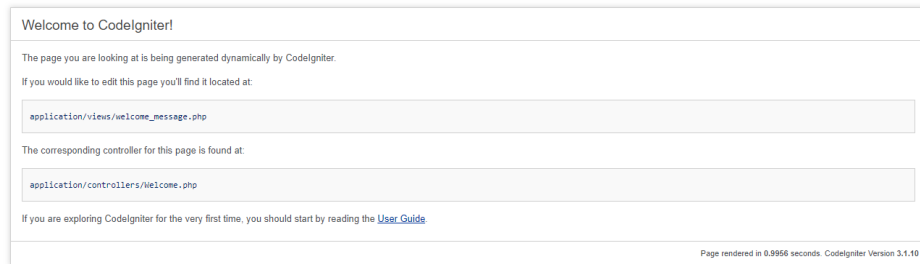 Welcome to CodeIgniter!
The page you are looking at is being generated dynamically by CodeIgniter.
If you would like to edit this page you'll find it located at:
application/views/welcome_message.php
The corresponding controller for this page is found at:
application/controllers/Welcome.php
If you are exploring CodeIgniter for the very first time, you should start by reading the User Guide.
Page rendered in 0.9956 seconds. CodeIgniter Version 3.1.10